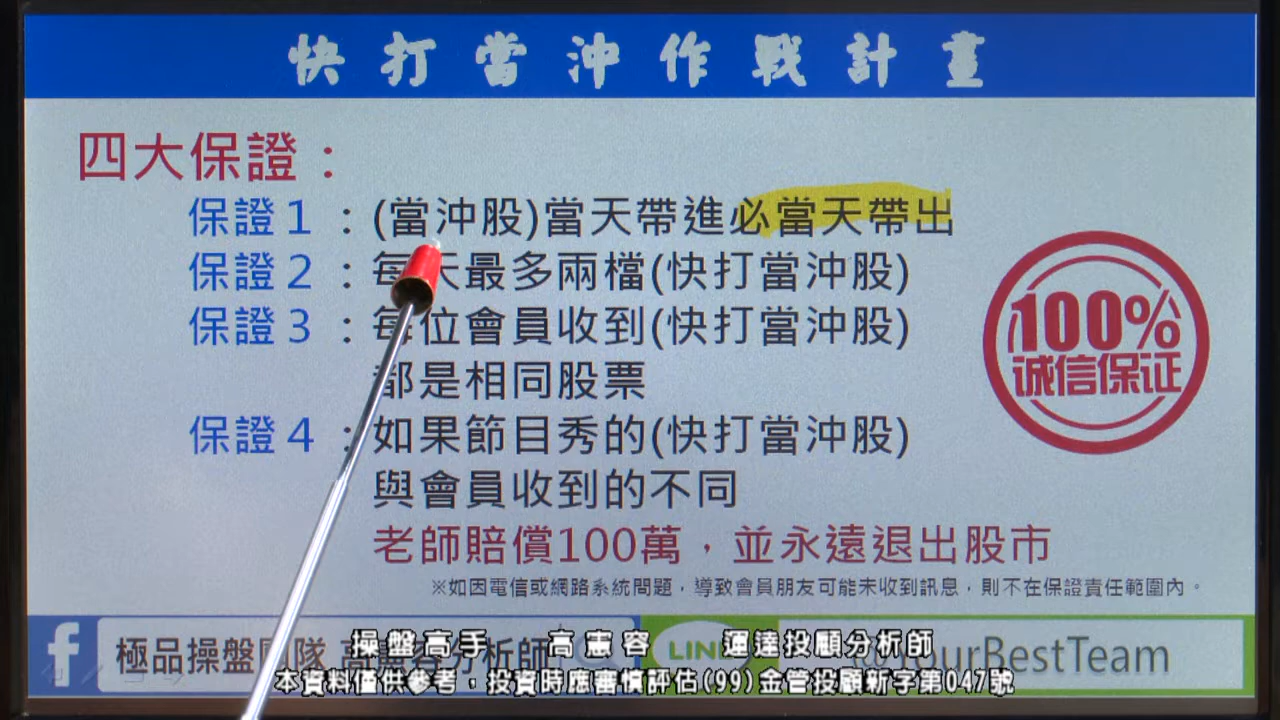 快打當沖作戰計畫
四大保證：
保證1：(當沖股)當天帶進必當天帶出
保證2：每天最多兩檔(快打當沖股)
保證3：每位會員收到(快打當沖股)
都是相同股票
保證4：如果節目秀的(快打當沖股)
與會員收到的不同
老師賠償100萬，並永遠退出股市
※如因電信或網路系統問題，導致會員朋友可能未收到訊息，則不在保證責任範圍內。
100%
诚信保证
f 極品操盤團隊 高憲容分析師 LINE @YourBestTeam
操盤高手 高憲容 運達投顧分析師
本資料僅供參考，投資時應審慎評估(99)金管投顧新字第047號